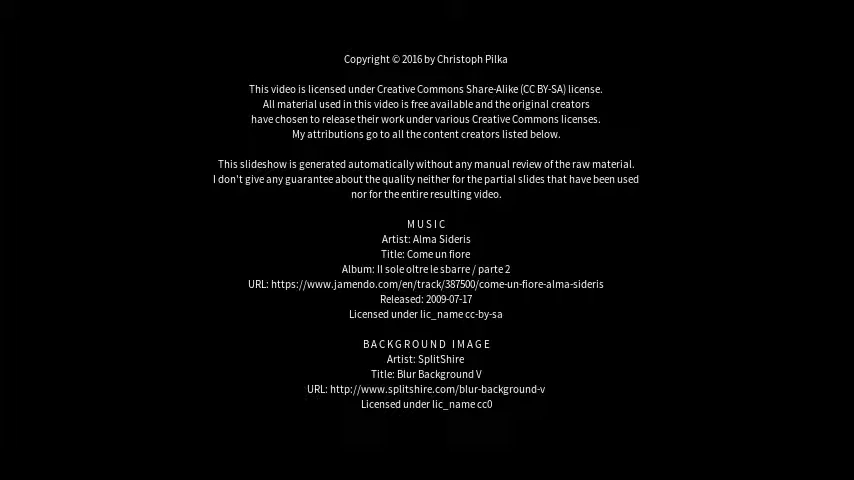 Copyright © 2016 by Christoph Pilka
This video is licensed under Creative Commons Share-Alike (CC BY-SA) license.
All material used in this video is free available and the original creators
have chosen to release their work under various Creative Commons licenses.
My attributions go to all the content creators listed below.
This slideshow is generated automatically without any manual review of the raw material.
I don't give any guarantee about the quality neither for the partial slides that have been used
nor for the entire resulting video.
MUSIC
Artist: Alma Sideris
Title: Come un fiore
Album: Il sole oltre le sbarre / parte 2
URL: https://www.jamendo.com/en/track/387500/come-un-fiore-alma-sideris
Released: 2009-07-17
Licensed under lic_name cc-by-sa
BACKGROUND IMAGE
Artist: SplitShire
Title: Blur Background V
URL: http://www.splitshire.com/blur-background-v
Licensed under lic_name cc0